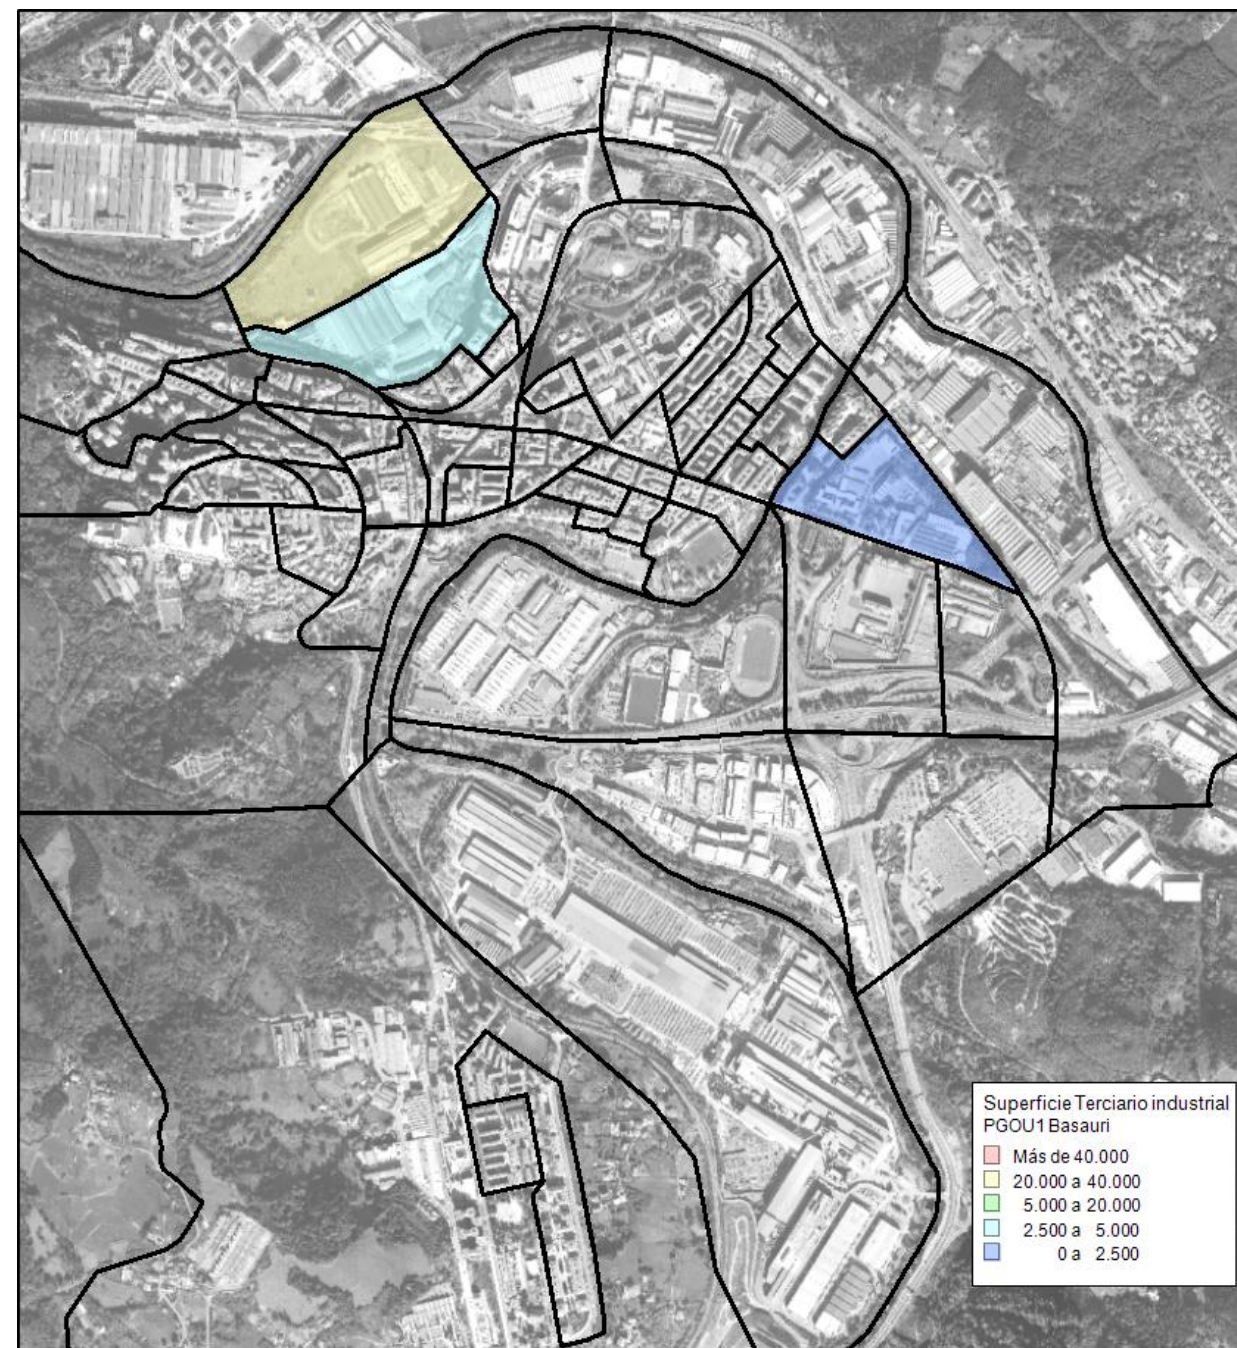 Superficie Terciario industrial
PGOU1 Basauri
Más de 40.000
20.000 a 40.000
5.000 a 20.000
2.500 a 5.000
0 a 2.500